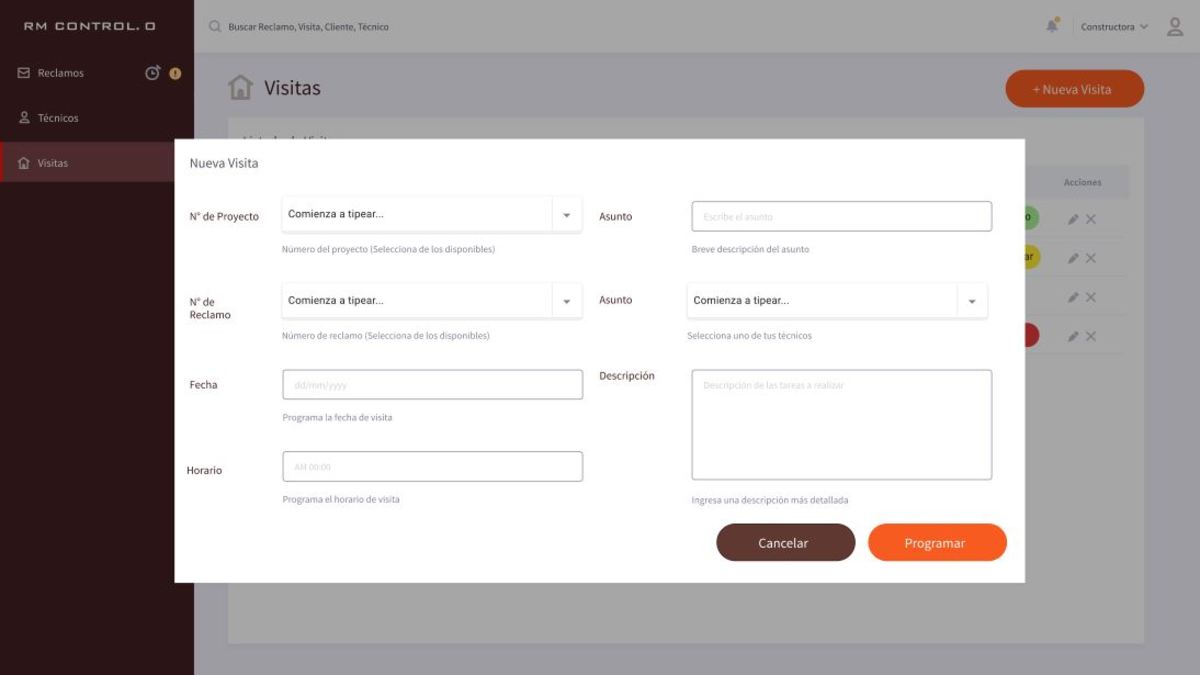 RM CONTROL.O
Buscar Reclamo, Visita, Cliente, Técnico
Constructora
Reclamos
Técnicos
Visitas
Visitas
+ Nueva Visita
Acciones
Nueva Visita
N° de Proyecto
Comienza a tipear...
Número del proyecto (Selecciona de los disponibles)
Asunto
Escribe el asunto
Breve descripción del asunto
N° de
Reclamo
Comienza a tipear...
Número de reclamo (Selecciona de los disponibles)
Asunto
Comienza a tipear...
Selecciona uno de tus técnicos
Fecha
dd/mm/yyyy
Programa la fecha de visita
Descripción
Descripción de las tareas a realizar
Ingresa una descripción más detallada
Horario
AM 00:00
Programa el horario de visita
Cancelar
Programar